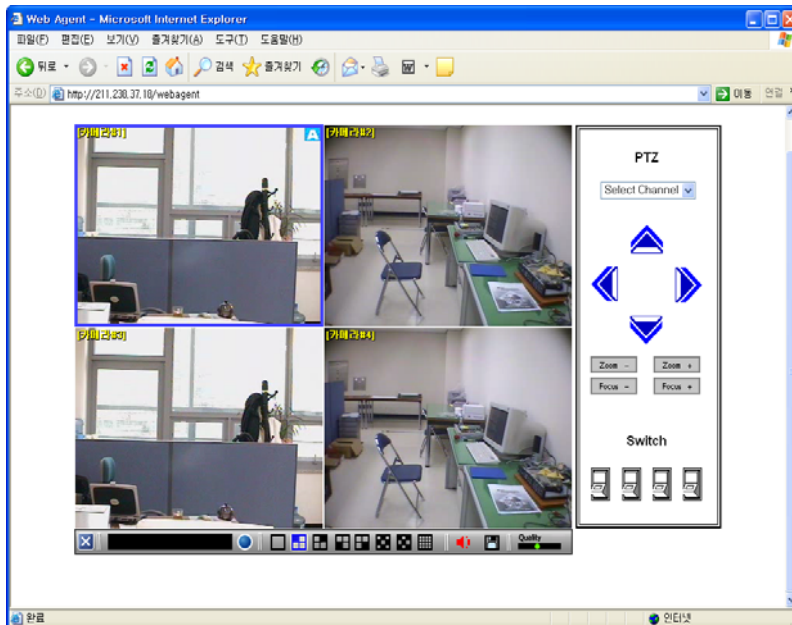 Web Agent - Microsoft Internet Explorer
파일(F) 편집(E) 보기(V) 즐겨찾기(A) 도구(T) 도움말(H)
뒤로 검색 즐겨찾기
주소(D) http://211.238.37.18/webagent 이동 연결
[카메라#1] A [카메라#2]
PTZ
Select Channel
Zoom - Zoom +
Focus - Focus +
[카메라#3] [카메라#4]
Switch
Quality
완료 인터넷